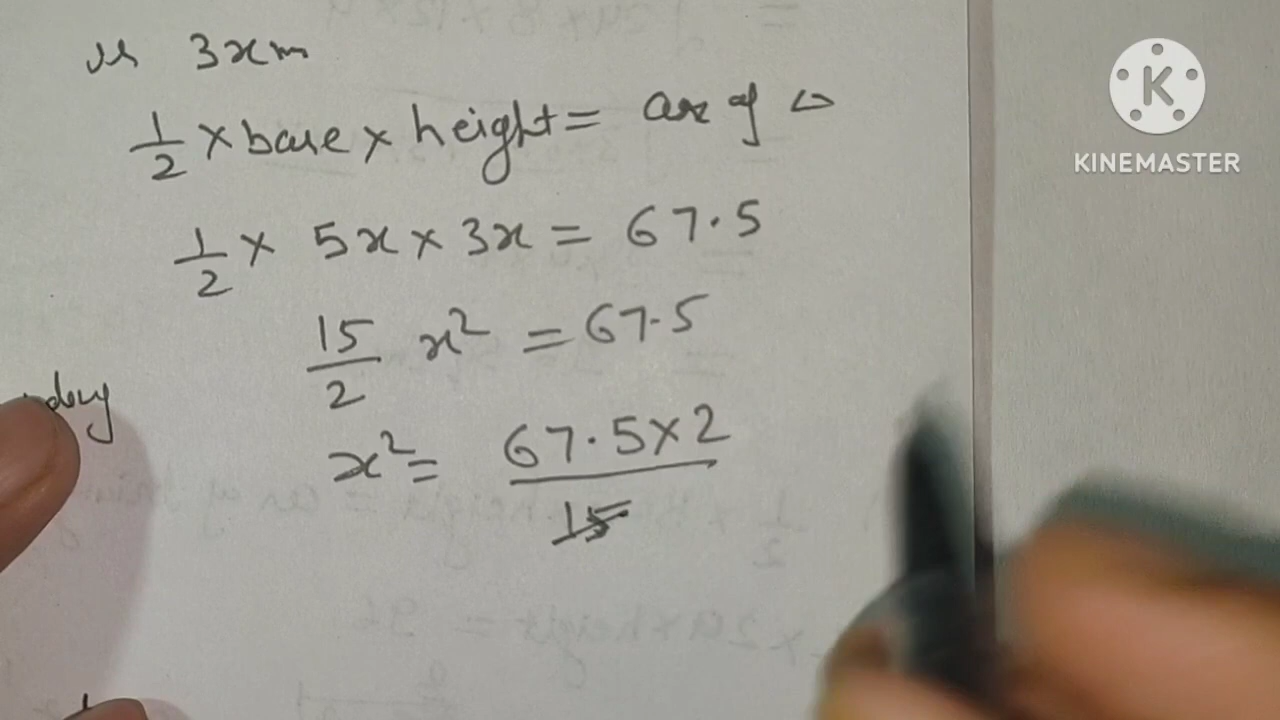 is 3xm
1/2 × base × height = ar of △
1/2 × 5x × 3x = 67.5
15/2 x² = 67.5
x² = 67.5×2/15
KINEMASTER